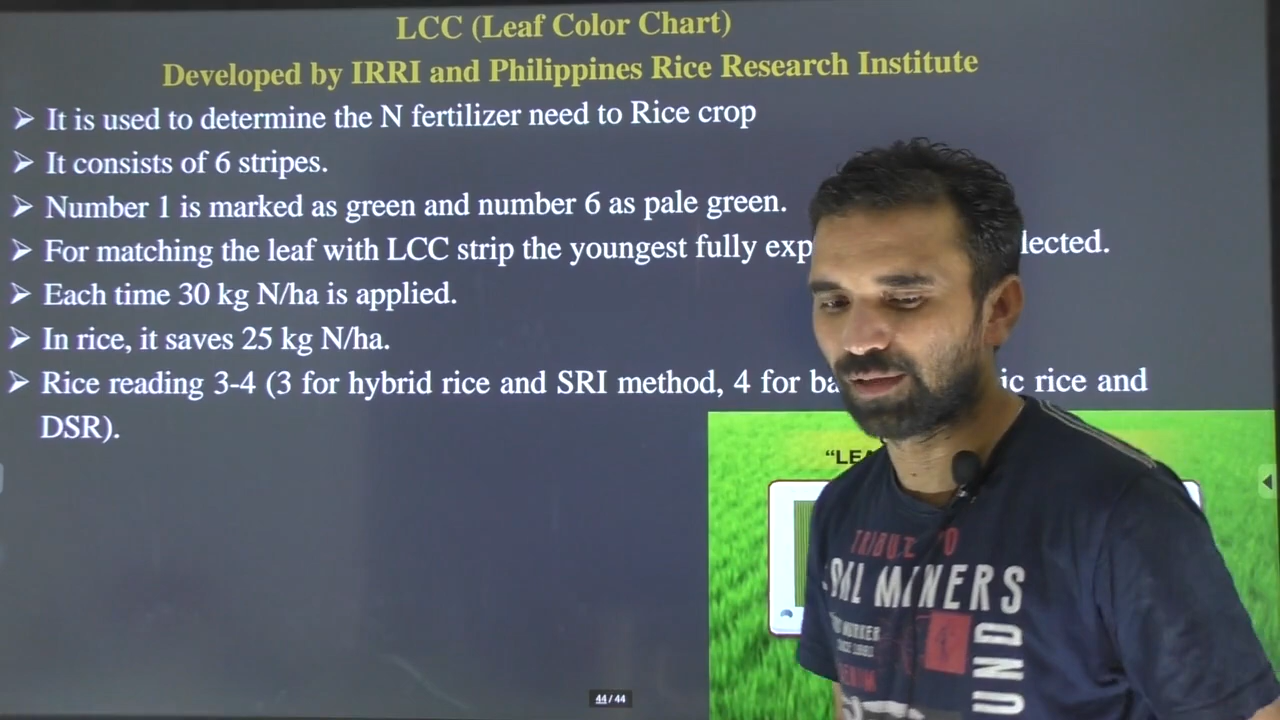 LCC (Leaf Color Chart)
Developed by IRRI and Philippines Rice Research Institute
➢ It is used to determine the N fertilizer need to Rice crop
➢ It consists of 6 stripes.
➢ Number 1 is marked as green and number 6 as pale green.
➢ For matching the leaf with LCC strip the youngest fully exp lected.
➢ Each time 30 kg N/ha is applied.
➢ In rice, it saves 25 kg N/ha.
➢ Rice reading 3-4 (3 for hybrid rice and SRI method, 4 for ba ic rice and
DSR).
“LEA
TRIBUTE TO
MINERS
SINCE 1981
UND
44 / 44